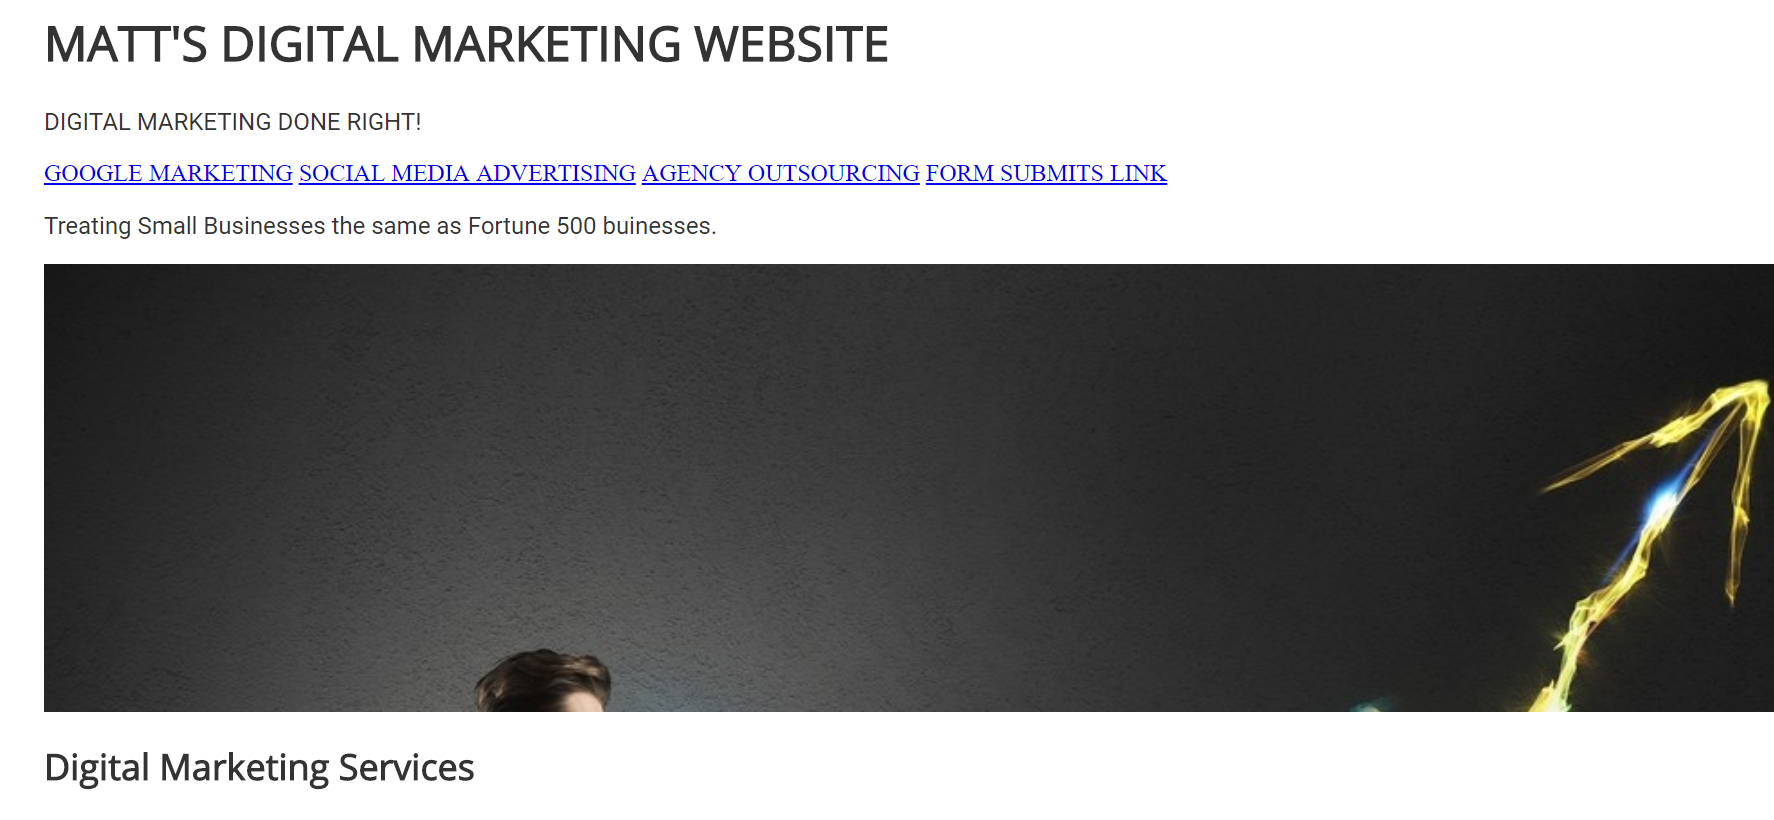 MATT'S DIGITAL MARKETING WEBSITE
DIGITAL MARKETING DONE RIGHT!
GOOGLE MARKETING SOCIAL MEDIA ADVERTISING AGENCY OUTSOURCING FORM SUBMITS LINK
Treating Small Businesses the same as Fortune 500 buinesses.
Digital Marketing Services